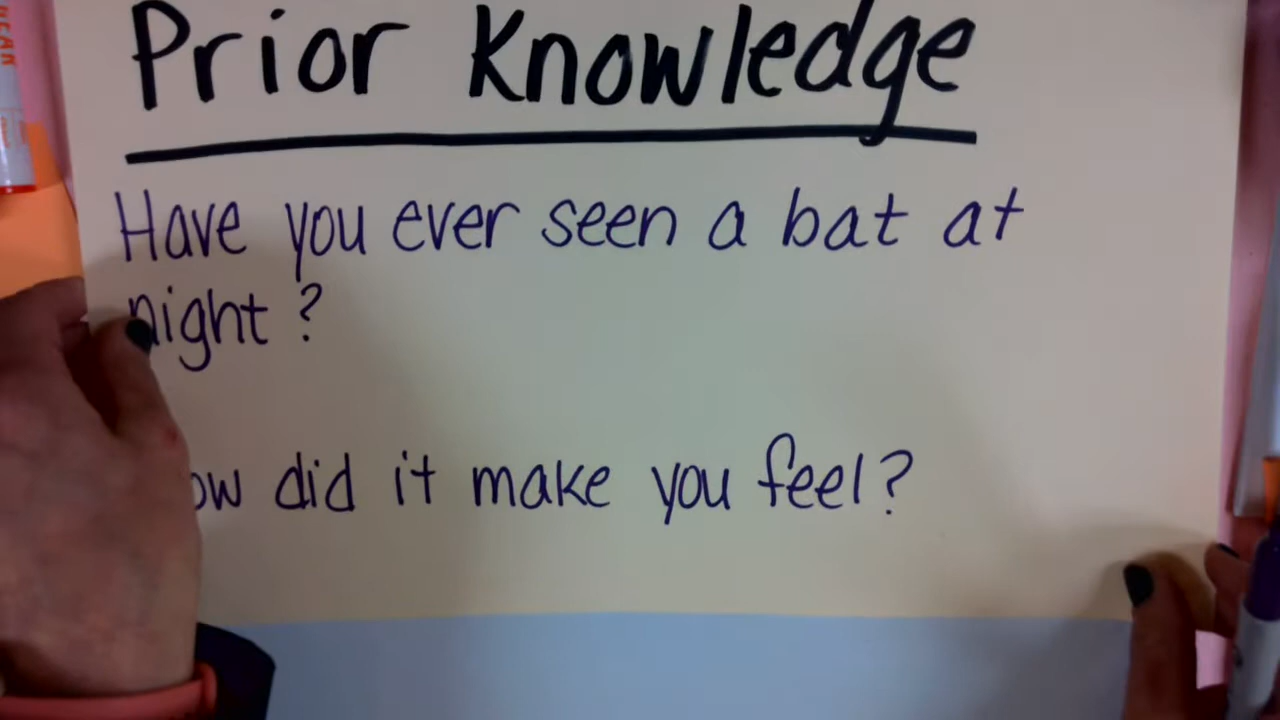 Prior Knowledge
Have you ever seen a bat at
night?
did it make you feel?